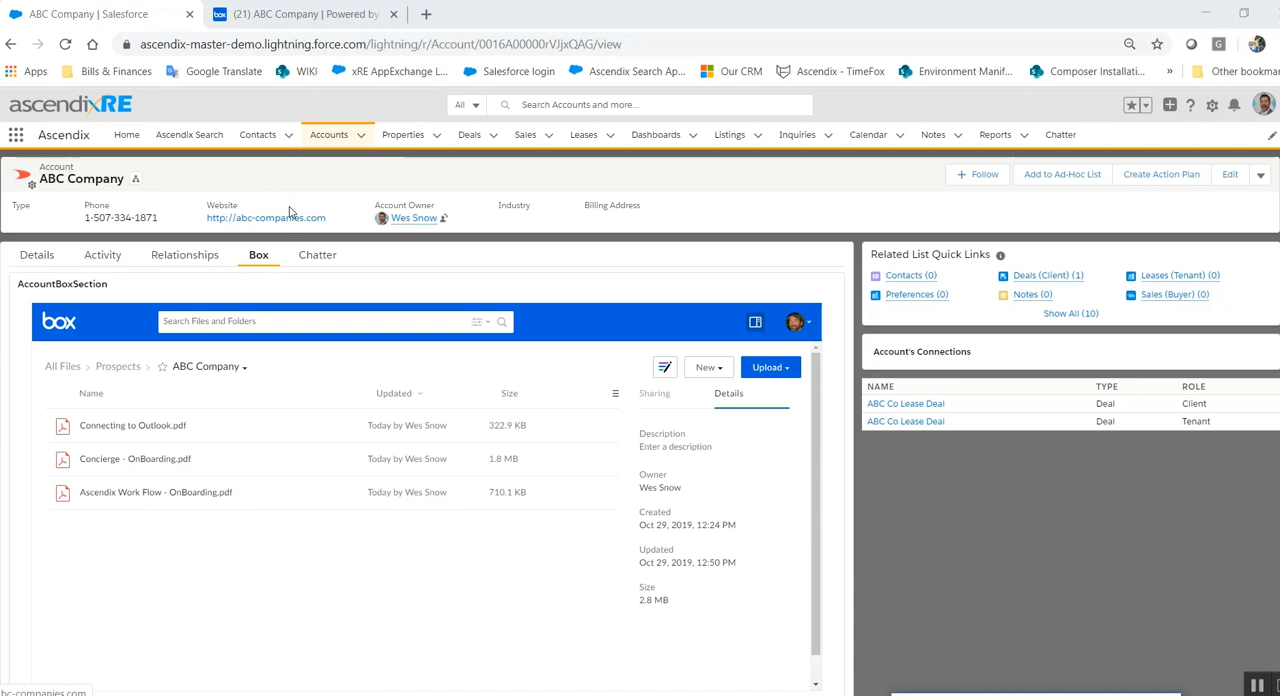 ABC Company | Salesforce
(21) ABC Company | Powered by
ascendix-master-demo.lightning.force.com/lightning/r/Account/0016A00000rVJjxQAG/view
Apps Bills & Finances Google Translate WIKI xRE AppExchange L... Salesforce login Ascendix Search Ap... Our CRM Ascendix - TimeFox Environment Manif... Composer Installati... » Other bookmar
ascendixRE All Search Accounts and more...
Ascendix Home Ascendix Search Contacts Accounts Properties Deals Sales Leases Dashboards Listings Inquiries Calendar Notes Reports Chatter
Account
ABC Company
+ Follow Add to Ad-Hoc List Create Action Plan Edit
Type Phone Website Account Owner Industry Billing Address
1-507-334-1871 http://abc-companies.com Wes Snow
Details Activity Relationships Box Chatter
AccountBoxSection
box Search Files and Folders
All Files > Prospects > ABC Company New Upload
Name Updated Size Sharing Details
Connecting to Outlook.pdf Today by Wes Snow 322.9 KB
Concierge - OnBoarding.pdf Today by Wes Snow 1.8 MB
Ascendix Work Flow - OnBoarding.pdf Today by Wes Snow 710.1 KB
Description
Enter a description
Owner
Wes Snow
Created
Oct 29, 2019, 12:24 PM
Updated
Oct 29, 2019, 12:50 PM
Size
2.8 MB
Related List Quick Links
Contacts (0) Deals (Client) (1) Leases (Tenant) (0)
Preferences (0) Notes (0) Sales (Buyer) (0)
Show All (10)
Account's Connections
NAME TYPE ROLE
ABC Co Lease Deal Deal Client
ABC Co Lease Deal Deal Tenant
bc-companies.com